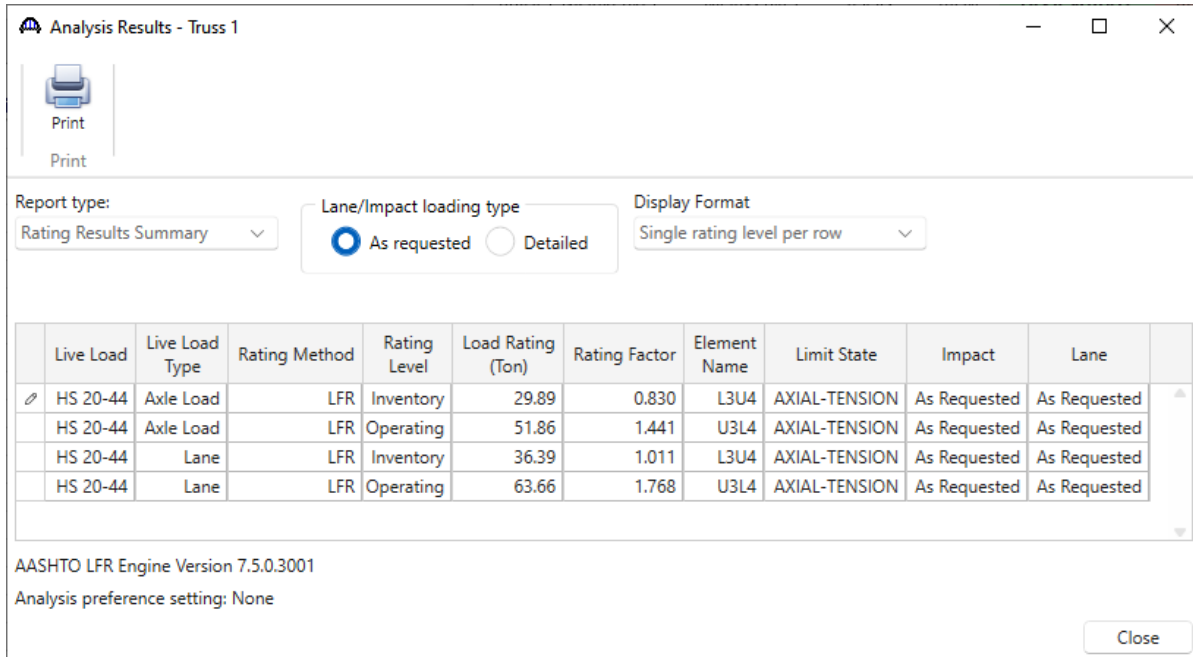 Analysis Results - Truss 1
Print
Print
Report type:
Lane/Impact loading type
Display Format
Rating Results Summary
As requested
Detailed
Single rating level per row
Live Load Live Load Type Rating Method Rating Level Load Rating (Ton) Rating Factor Element Name Limit State Impact Lane
HS 20-44 Axle Load LFR Inventory 29.89 0.830 L3U4 AXIAL-TENSION As Requested As Requested
HS 20-44 Axle Load LFR Operating 51.86 1.441 U3L4 AXIAL-TENSION As Requested As Requested
HS 20-44 Lane LFR Inventory 36.39 1.011 L3U4 AXIAL-TENSION As Requested As Requested
HS 20-44 Lane LFR Operating 63.66 1.768 U3L4 AXIAL-TENSION As Requested As Requested
AASHTO LFR Engine Version 7.5.0.3001
Analysis preference setting: None
Close